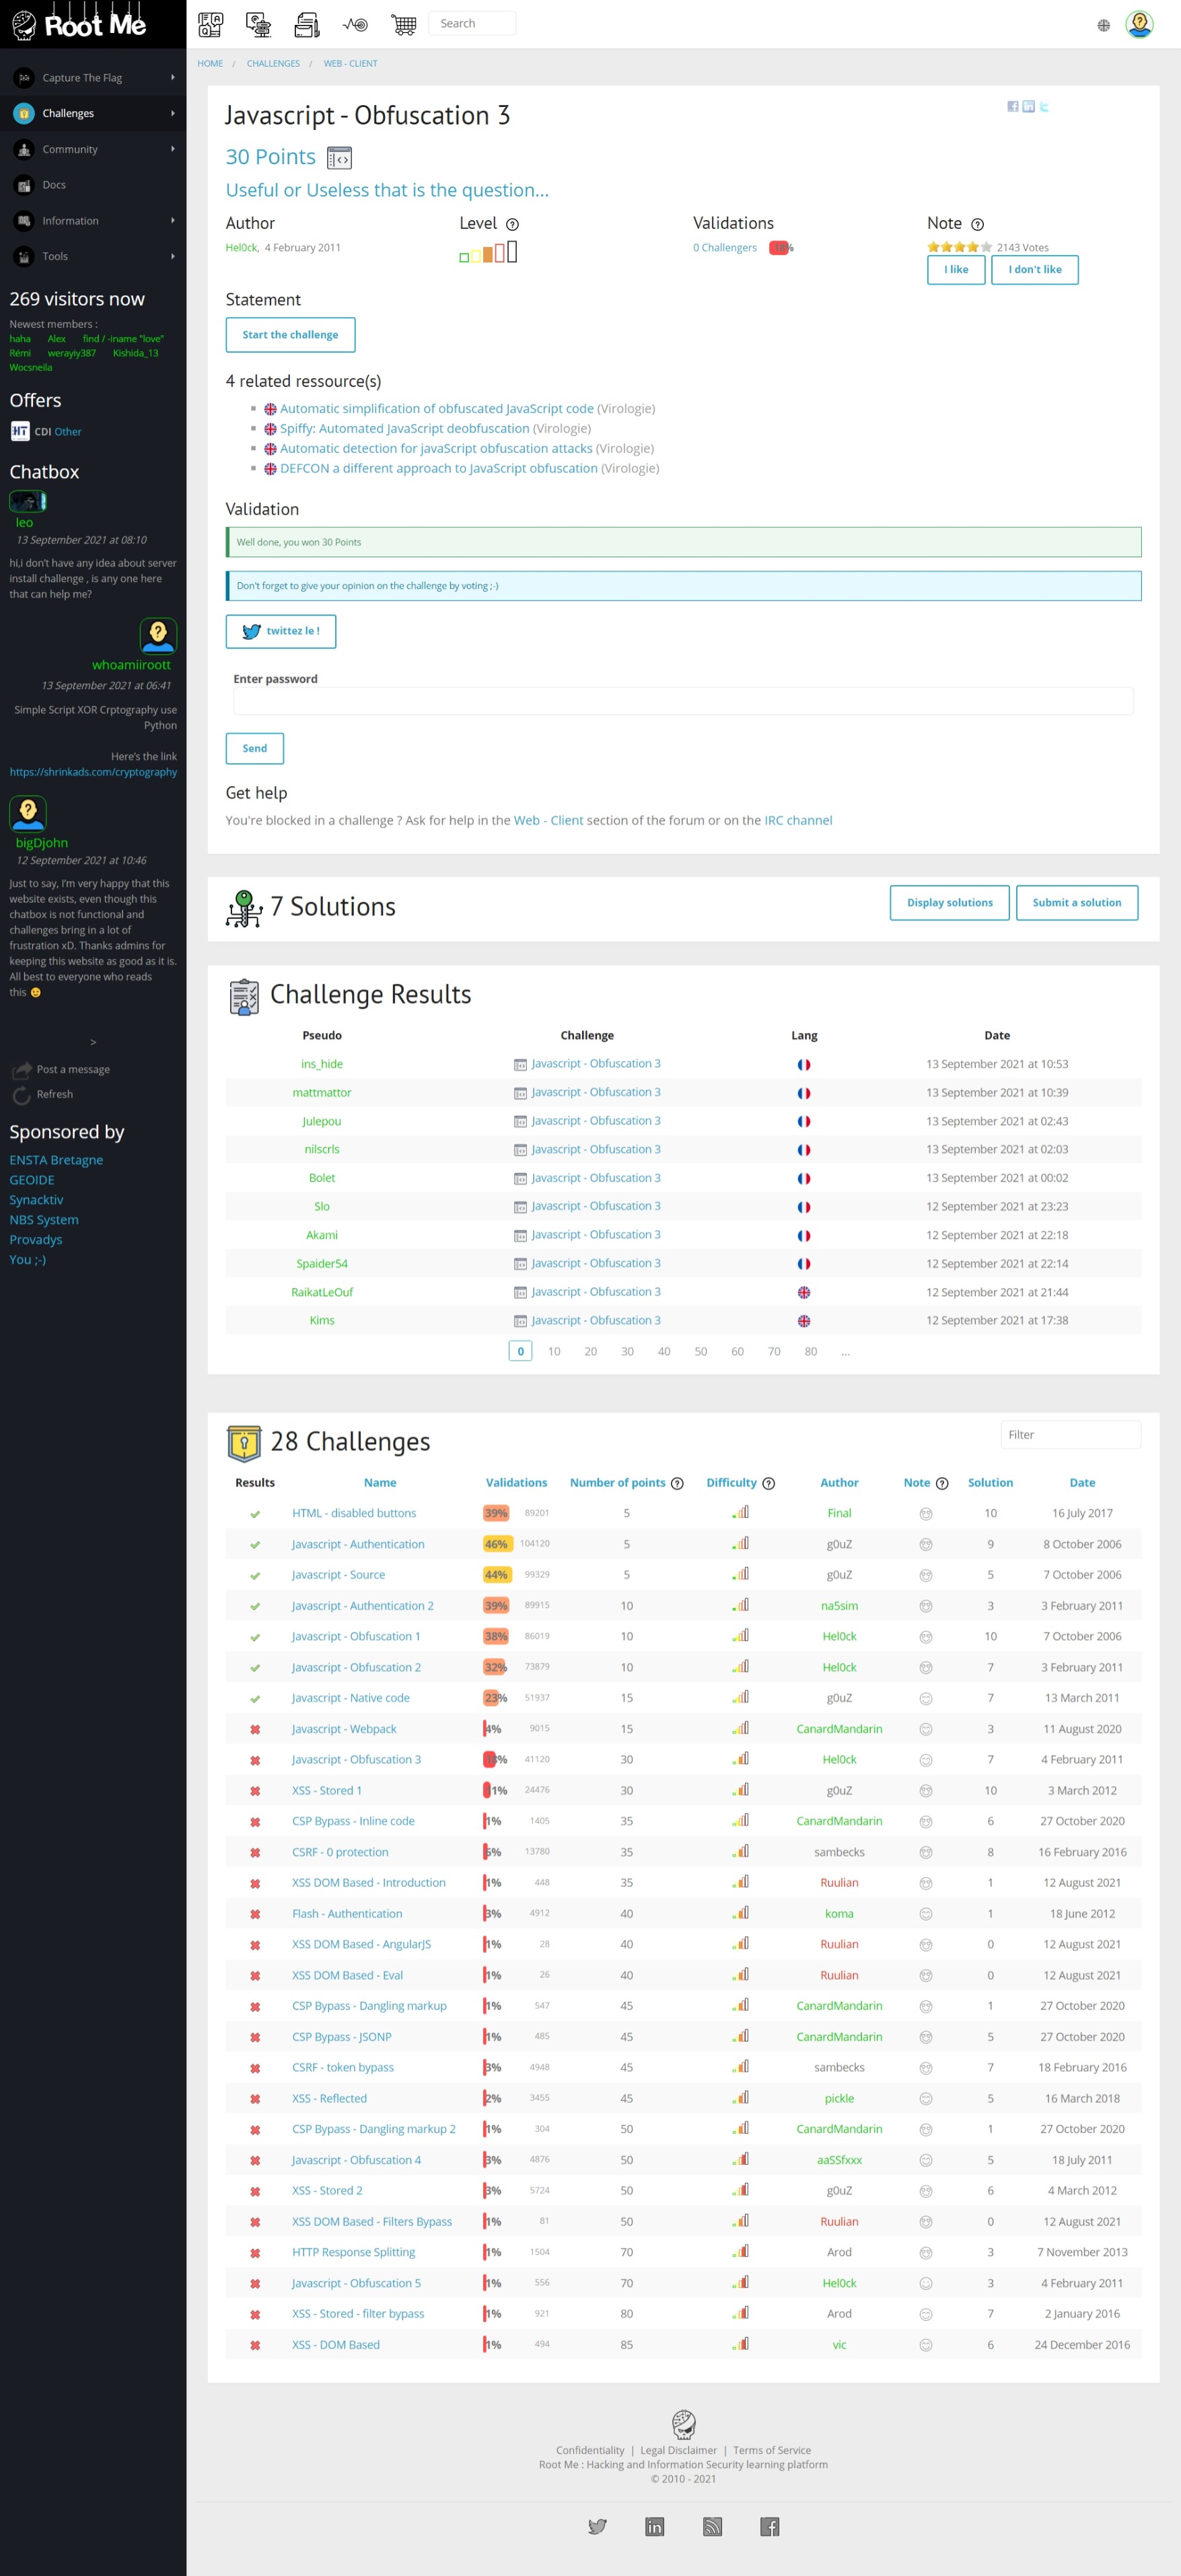 Root Me
Search
Capture The Flag
Challenges
Community
Docs
Information
Tools
269 visitors now
Newest members :
haha Alex find / -iname "love"
Rémi werayiy387 Kishida_13
Wocsneila
Offers
HT CDI Other
Chatbox
leo
13 September 2021 at 08:10
hi,i don't have any idea about server
install challenge , is any one here
that can help me?
whoamiiroott
13 September 2021 at 06:41
Simple Script XOR Crptography use
Python
Here's the link
https://shrinkads.com/cryptography
bigDjohn
12 September 2021 at 10:46
Just to say, I'm very happy that this
website exists, even though this
chatbox is not functional and
challenges bring in a lot of
frustration xD. Thanks admins for
keeping this website as good as it is.
All best to everyone who reads
this 😉
>
Post a message
Refresh
Sponsored by
ENSTA Bretagne
GEOIDE
Synacktiv
NBS System
Provadys
You ;-)
HOME / CHALLENGES / WEB - CLIENT
Javascript - Obfuscation 3
30 Points
Useful or Useless that is the question...
Author Level Validations Note
Hel0ck, 4 February 2011 0 Challengers 18% 2143 Votes
I like I don't like
Statement
Start the challenge
4 related ressource(s)
Automatic simplification of obfuscated JavaScript code (Virologie)
Spiffy: Automated JavaScript deobfuscation (Virologie)
Automatic detection for javaScript obfuscation attacks (Virologie)
DEFCON a different approach to JavaScript obfuscation (Virologie)
Validation
Well done, you won 30 Points
Don't forget to give your opinion on the challenge by voting ;-)
twittez le !
Enter password
Send
Get help
You're blocked in a challenge ? Ask for help in the Web - Client section of the forum or on the IRC channel
7 Solutions Display solutions Submit a solution
Challenge Results
Pseudo Challenge Lang Date
ins_hide Javascript - Obfuscation 3 13 September 2021 at 10:53
mattmattor Javascript - Obfuscation 3 13 September 2021 at 10:39
Julepou Javascript - Obfuscation 3 13 September 2021 at 02:43
nilscrls Javascript - Obfuscation 3 13 September 2021 at 02:03
Bolet Javascript - Obfuscation 3 13 September 2021 at 00:02
Slo Javascript - Obfuscation 3 12 September 2021 at 23:23
Akami Javascript - Obfuscation 3 12 September 2021 at 22:18
Spaider54 Javascript - Obfuscation 3 12 September 2021 at 22:14
RaikatLeOuf Javascript - Obfuscation 3 12 September 2021 at 21:44
Kims Javascript - Obfuscation 3 12 September 2021 at 17:38
0 10 20 30 40 50 60 70 80 ...
28 Challenges Filter
Results Name Validations Number of points Difficulty Author Note Solution Date
HTML - disabled buttons 39% 89201 5 Final 10 16 July 2017
Javascript - Authentication 46% 104120 5 g0uZ 9 8 October 2006
Javascript - Source 44% 99329 5 g0uZ 5 7 October 2006
Javascript - Authentication 2 39% 89915 10 na5sim 3 3 February 2011
Javascript - Obfuscation 1 38% 86019 10 Hel0ck 10 7 October 2006
Javascript - Obfuscation 2 32% 73879 10 Hel0ck 7 3 February 2011
Javascript - Native code 23% 51937 15 g0uZ 7 13 March 2011
Javascript - Webpack 4% 9015 15 CanardMandarin 3 11 August 2020
Javascript - Obfuscation 3 18% 41120 30 Hel0ck 7 4 February 2011
XSS - Stored 1 11% 24476 30 g0uZ 10 3 March 2012
CSP Bypass - Inline code 1% 1405 35 CanardMandarin 6 27 October 2020
CSRF - 0 protection 6% 13780 35 sambecks 8 16 February 2016
XSS DOM Based - Introduction 1% 448 35 Ruulian 1 12 August 2021
Flash - Authentication 3% 4912 40 koma 1 18 June 2012
XSS DOM Based - AngularJS 1% 28 40 Ruulian 0 12 August 2021
XSS DOM Based - Eval 1% 26 40 Ruulian 0 12 August 2021
CSP Bypass - Dangling markup 1% 547 45 CanardMandarin 1 27 October 2020
CSP Bypass - JSONP 1% 485 45 CanardMandarin 5 27 October 2020
CSRF - token bypass 3% 4948 45 sambecks 7 18 February 2016
XSS - Reflected 2% 3455 45 pickle 5 16 March 2018
CSP Bypass - Dangling markup 2 1% 304 50 CanardMandarin 1 27 October 2020
Javascript - Obfuscation 4 3% 4876 50 aaSSfxxx 5 18 July 2011
XSS - Stored 2 3% 5724 50 g0uZ 6 4 March 2012
XSS DOM Based - Filters Bypass 1% 81 50 Ruulian 0 12 August 2021
HTTP Response Splitting 1% 1504 70 Arod 3 7 November 2013
Javascript - Obfuscation 5 1% 556 70 Hel0ck 3 4 February 2011
XSS - Stored - filter bypass 1% 921 80 Arod 7 2 January 2016
XSS - DOM Based 1% 494 85 vic 6 24 December 2016
Confidentiality | Legal Disclaimer | Terms of Service
Root Me : Hacking and Information Security learning platform
© 2010 - 2021